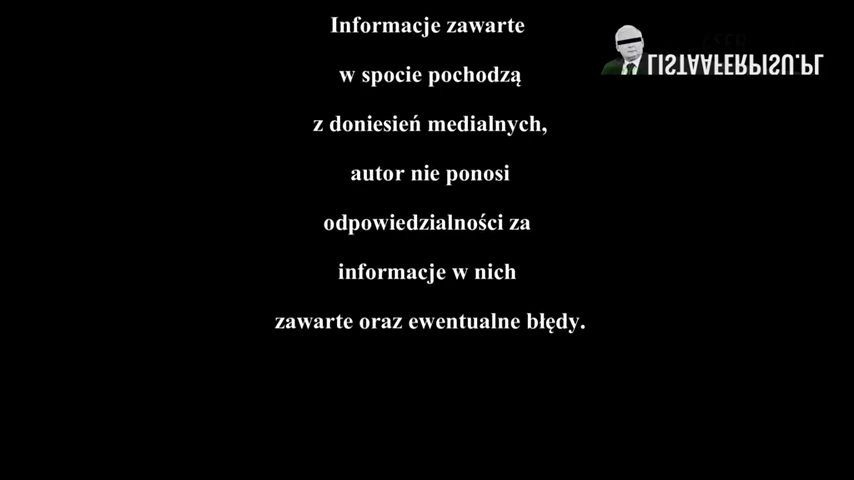 Informacje zawarte
LISTAAFERPISU.PL
w spocie pochodzą
z doniesień medialnych,
autor nie ponosi
odpowiedzialności za
informacje w nich
zawarte oraz ewentualne błędy.